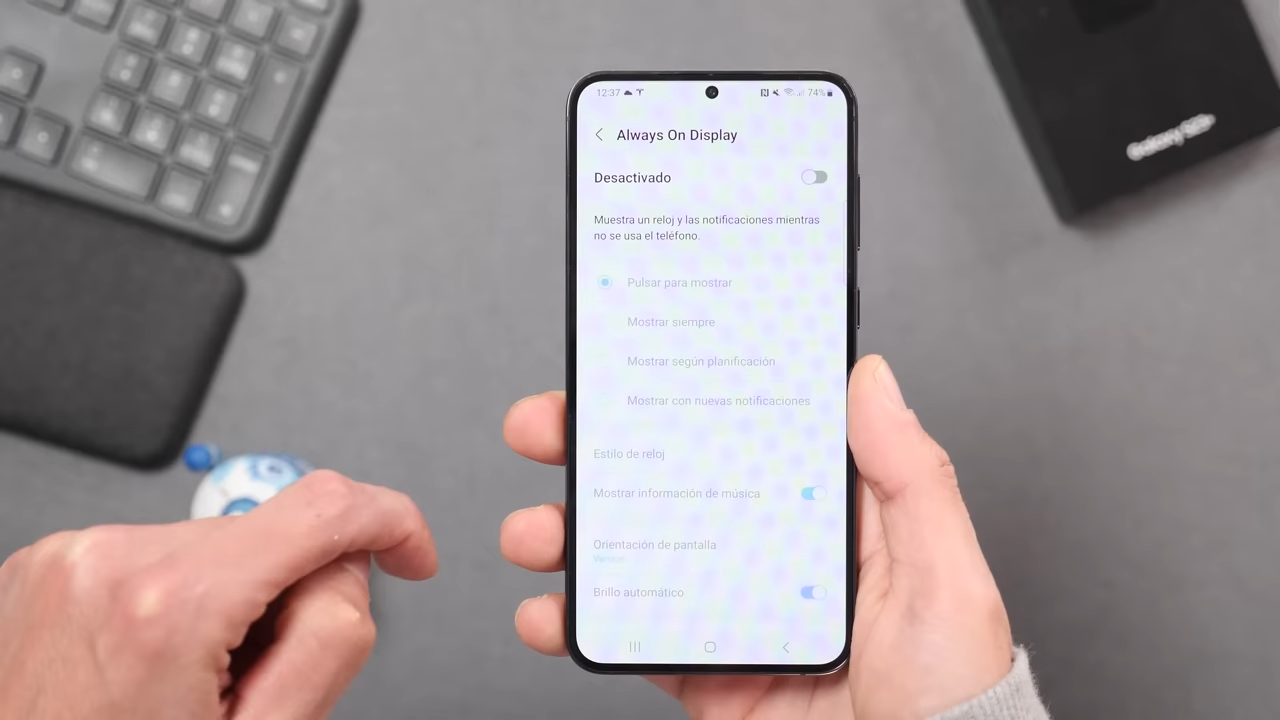 12:37
74%
Always On Display
Desactivado
Muestra un reloj y las notificaciones mientras
no se usa el teléfono.
Pulsar para mostrar
Mostrar siempre
Mostrar según planificación
Mostrar con nuevas notificaciones
Estilo de reloj
Mostrar información de música
Orientación de pantalla
Brillo automático
Galaxy